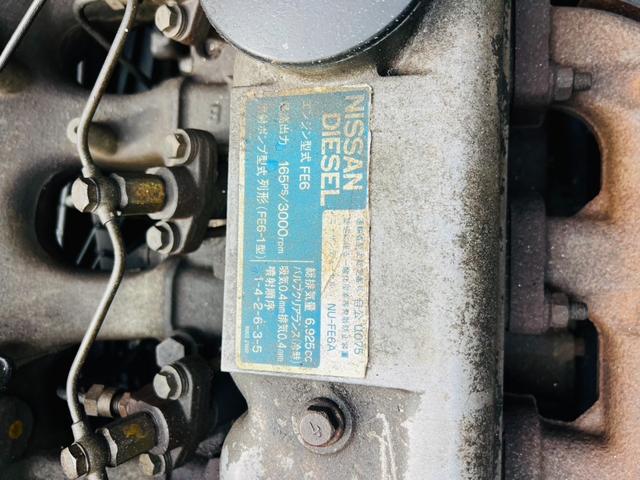 NISSAN
DIESEL
自公 U075
NU-FE6A
エンジン型式 FE6
最高出力 165PS/3000rpm
噴射ポンプ型式 列形 (FE6-1型)
総排気量 6,925cc
バルブクリアランス(冷時)
吸気0.4mm排気0.4mm
噴射順序
1-4-2-6-3-5